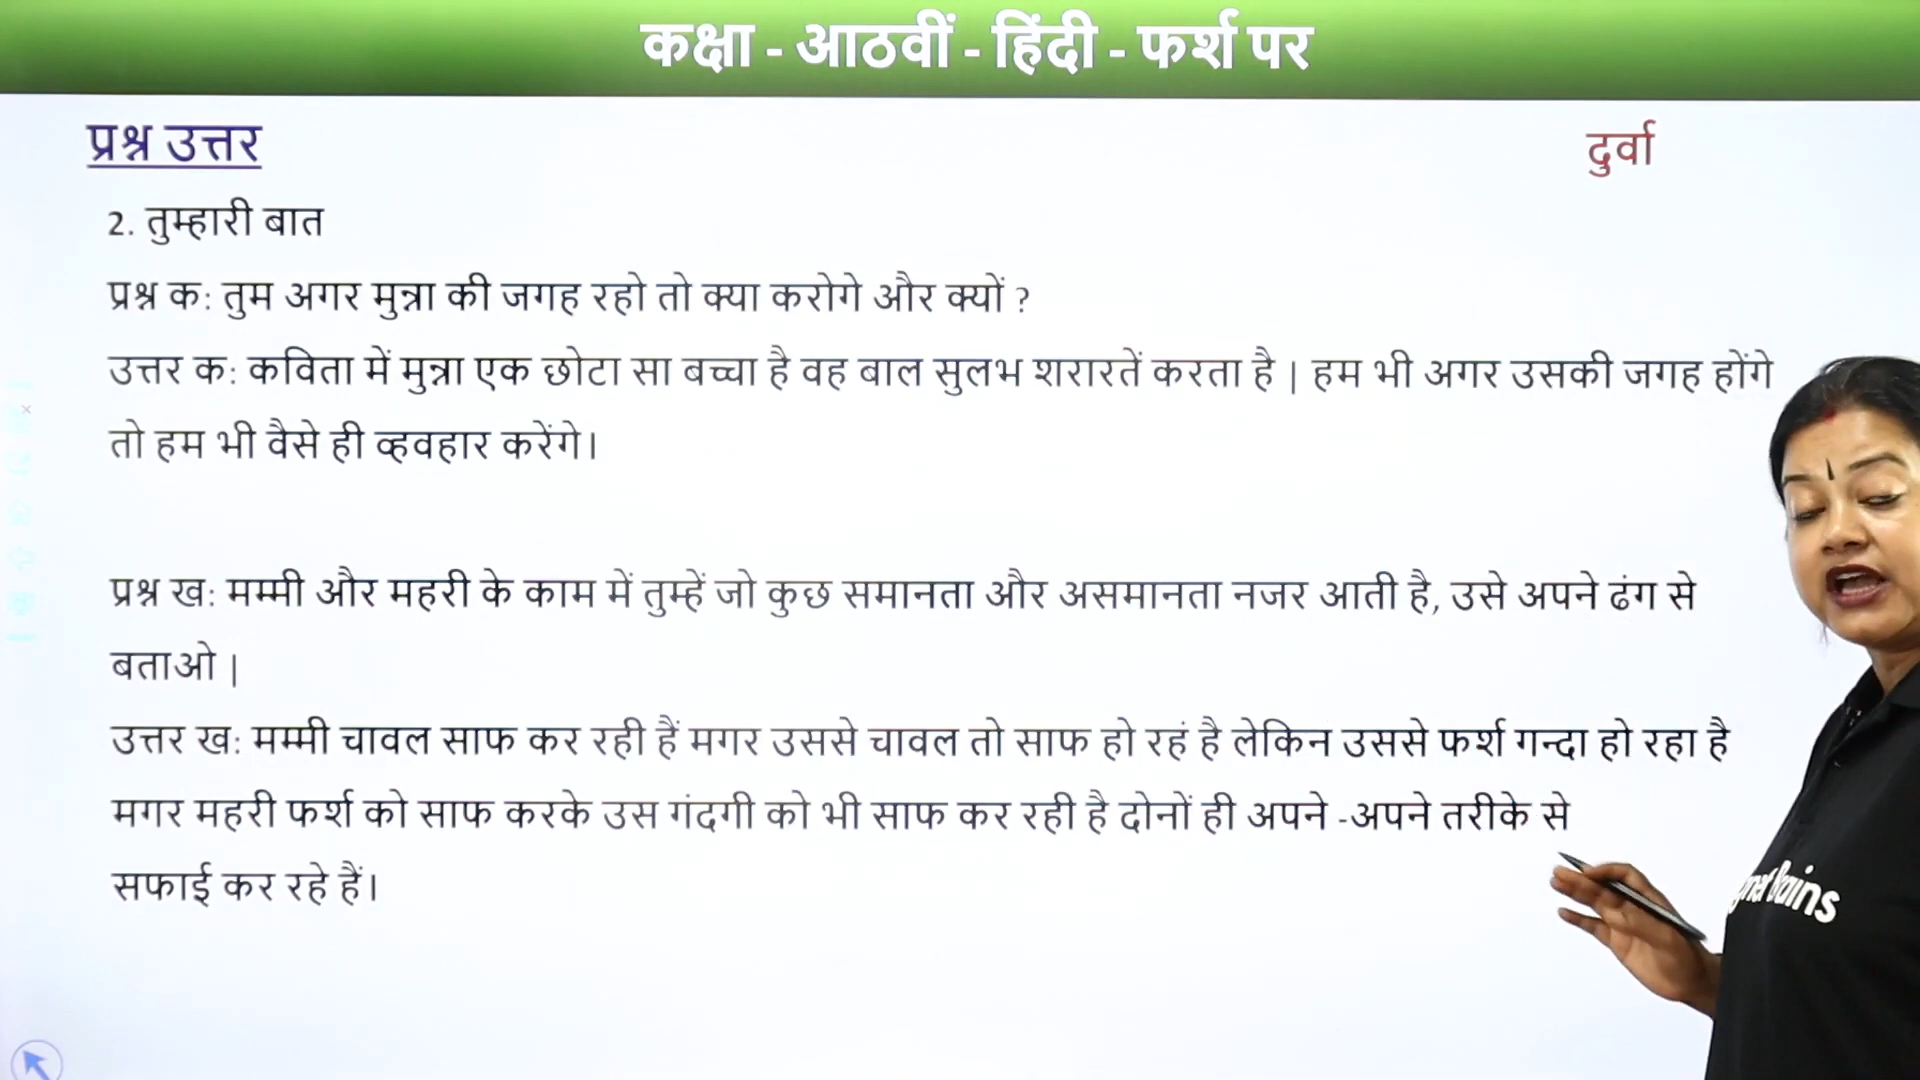 कक्षा - आठवीं - हिंदी - फर्श पर
प्रश्न उत्तर
दुर्वा
2. तुम्हारी बात
प्रश्न क: तुम अगर मुन्ना की जगह रहो तो क्या करोगे और क्यों ?
उत्तर क: कविता में मुन्ना एक छोटा सा बच्चा है वह बाल सुलभ शरारतें करता है | हम भी अगर उसकी जगह होंगे
तो हम भी वैसे ही व्हवहार करेंगे।
प्रश्न ख: मम्मी और महरी के काम में तुम्हें जो कुछ समानता और असमानता नजर आती है, उसे अपने ढंग से
बताओ |
उत्तर ख: मम्मी चावल साफ कर रही हैं मगर उससे चावल तो साफ हो रहं है लेकिन उससे फर्श गन्दा हो रहा है
मगर महरी फर्श को साफ करके उस गंदगी को भी साफ कर रही है दोनों ही अपने -अपने तरीके से
सफाई कर रहे हैं।